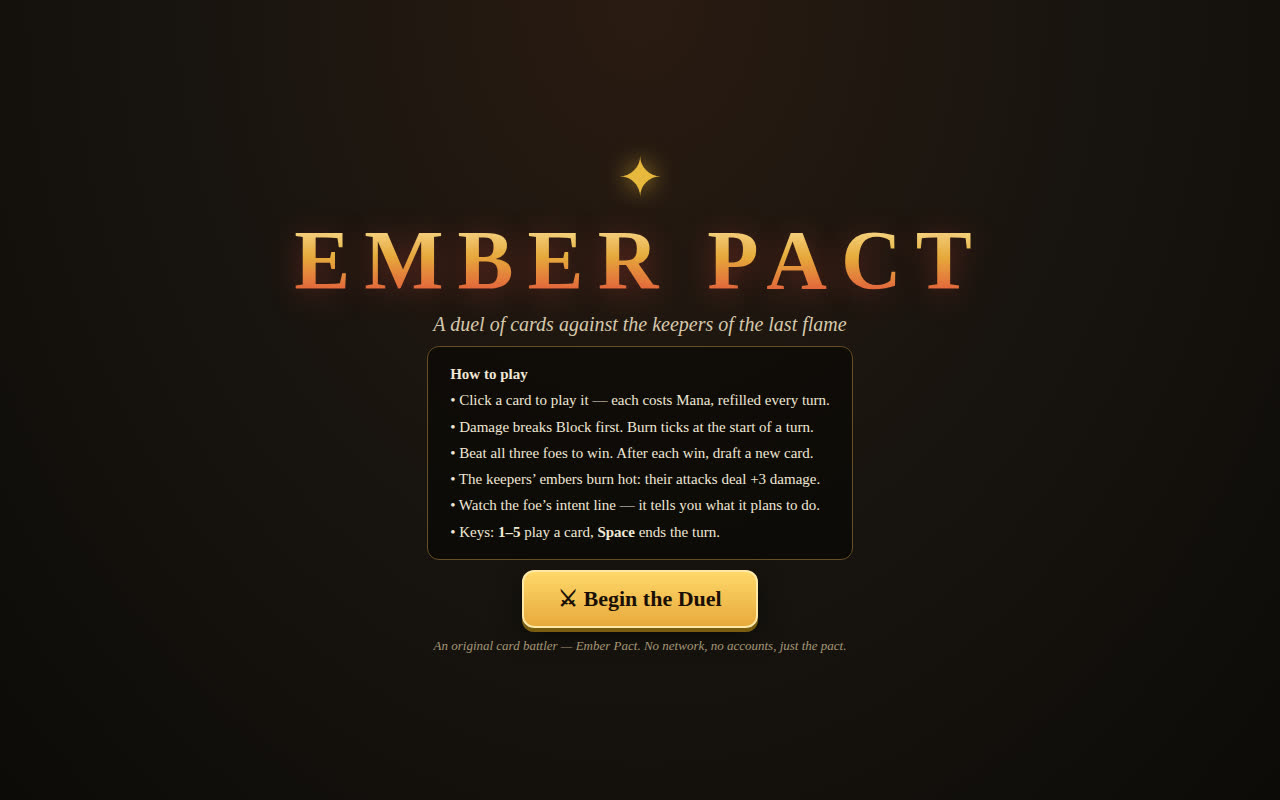 EMBER PACT
A duel of cards against the keepers of the last flame
How to play
• Click a card to play it — each costs Mana, refilled every turn.
• Damage breaks Block first. Burn ticks at the start of a turn.
• Beat all three foes to win. After each win, draft a new card.
• The keepers’ embers burn hot: their attacks deal +3 damage.
• Watch the foe’s intent line — it tells you what it plans to do.
• Keys: 1–5 play a card, Space ends the turn.
⚔ Begin the Duel
An original card battler — Ember Pact. No network, no accounts, just the pact.